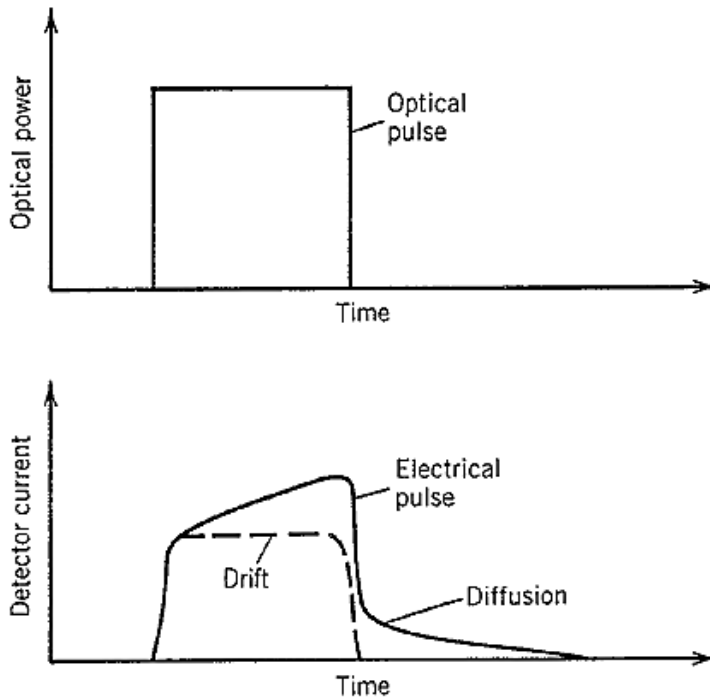 Optical power
Optical
pulse
Time
Detector current
Electrical
pulse
Drift
Diffusion
Time